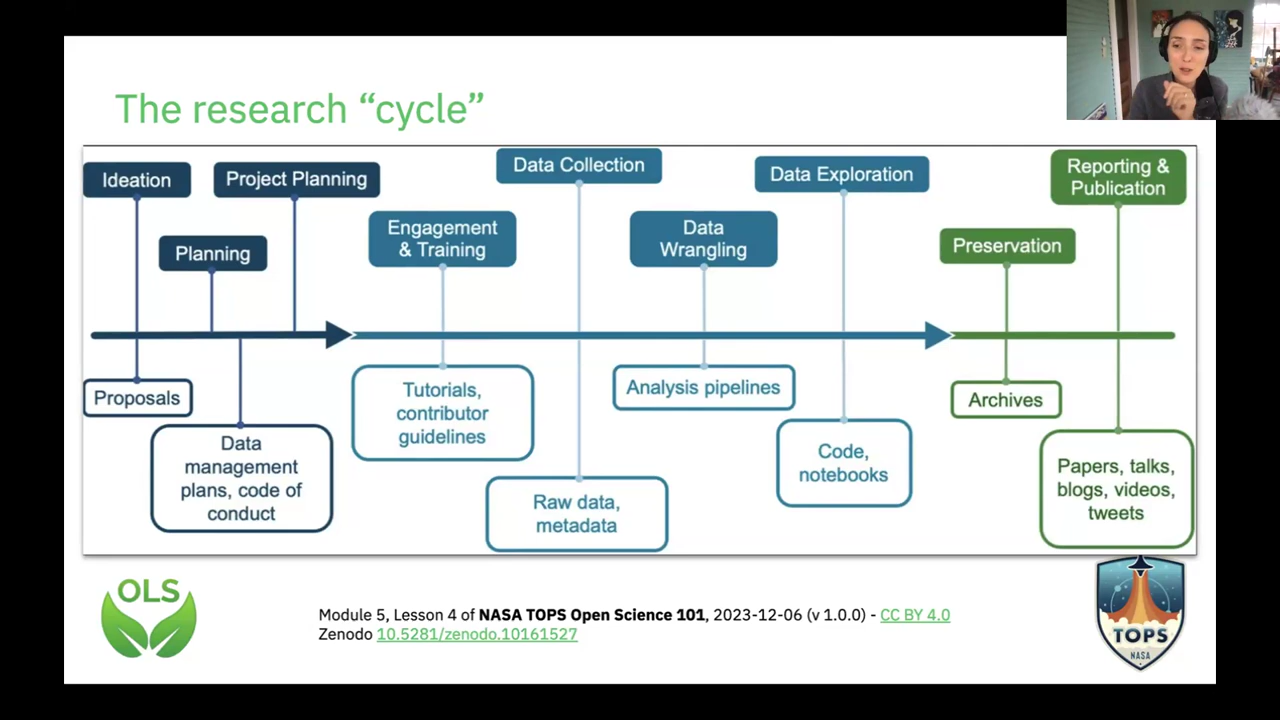 The research “cycle”
Ideation
Project Planning
Data Collection
Data Exploration
Reporting &
Publication
Planning
Engagement
& Training
Data
Wrangling
Preservation
Proposals
Data
management
plans, code of
conduct
Tutorials,
contributor
guidelines
Raw data,
metadata
Analysis pipelines
Code,
notebooks
Archives
Papers, talks,
blogs, videos,
tweets
OLS
Module 5, Lesson 4 of NASA TOPS Open Science 101, 2023-12-06 (v 1.0.0) - CC BY 4.0
Zenodo 10.5281/zenodo.10161527
TOPS
NASA